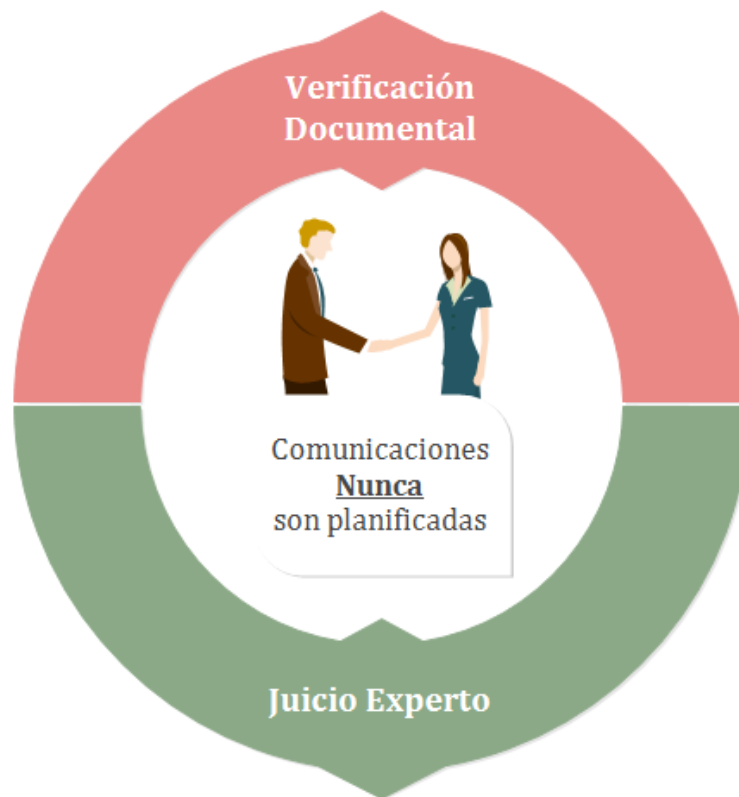 Verificación
Documental
Comunicaciones
Nunca
son planificadas
Juicio Experto